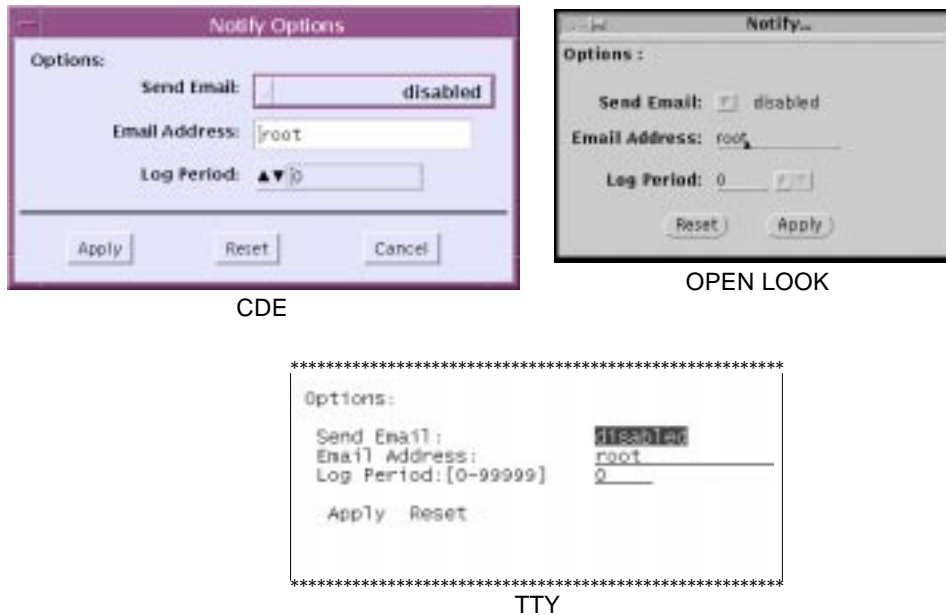 Notify Options
Options:
Send Email: disabled
Email Address: root
Log Period: ▲▼ 0
Apply Reset Cancel
CDE
Notify...
Options :
Send Email: disabled
Email Address: root
Log Period: 0
Reset Apply
OPEN LOOK
****************************************************
Options:
Send Email: disabled
Email Address: root
Log Period:[0-99999] 0
Apply Reset
****************************************************
TTY